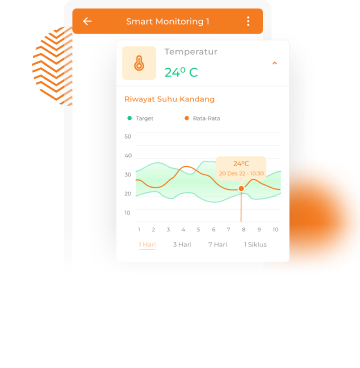 Smart Monitoring 1
Temperatur
24° C
Riwayat Suhu Kandang
Target Rata-Rata
50
40
30
20
10
24°C
20 Des 22 - 10:30
1 2 3 4 5 6 7 8 9 10
1 Hari 3 Hari 7 Hari 1 Siklus